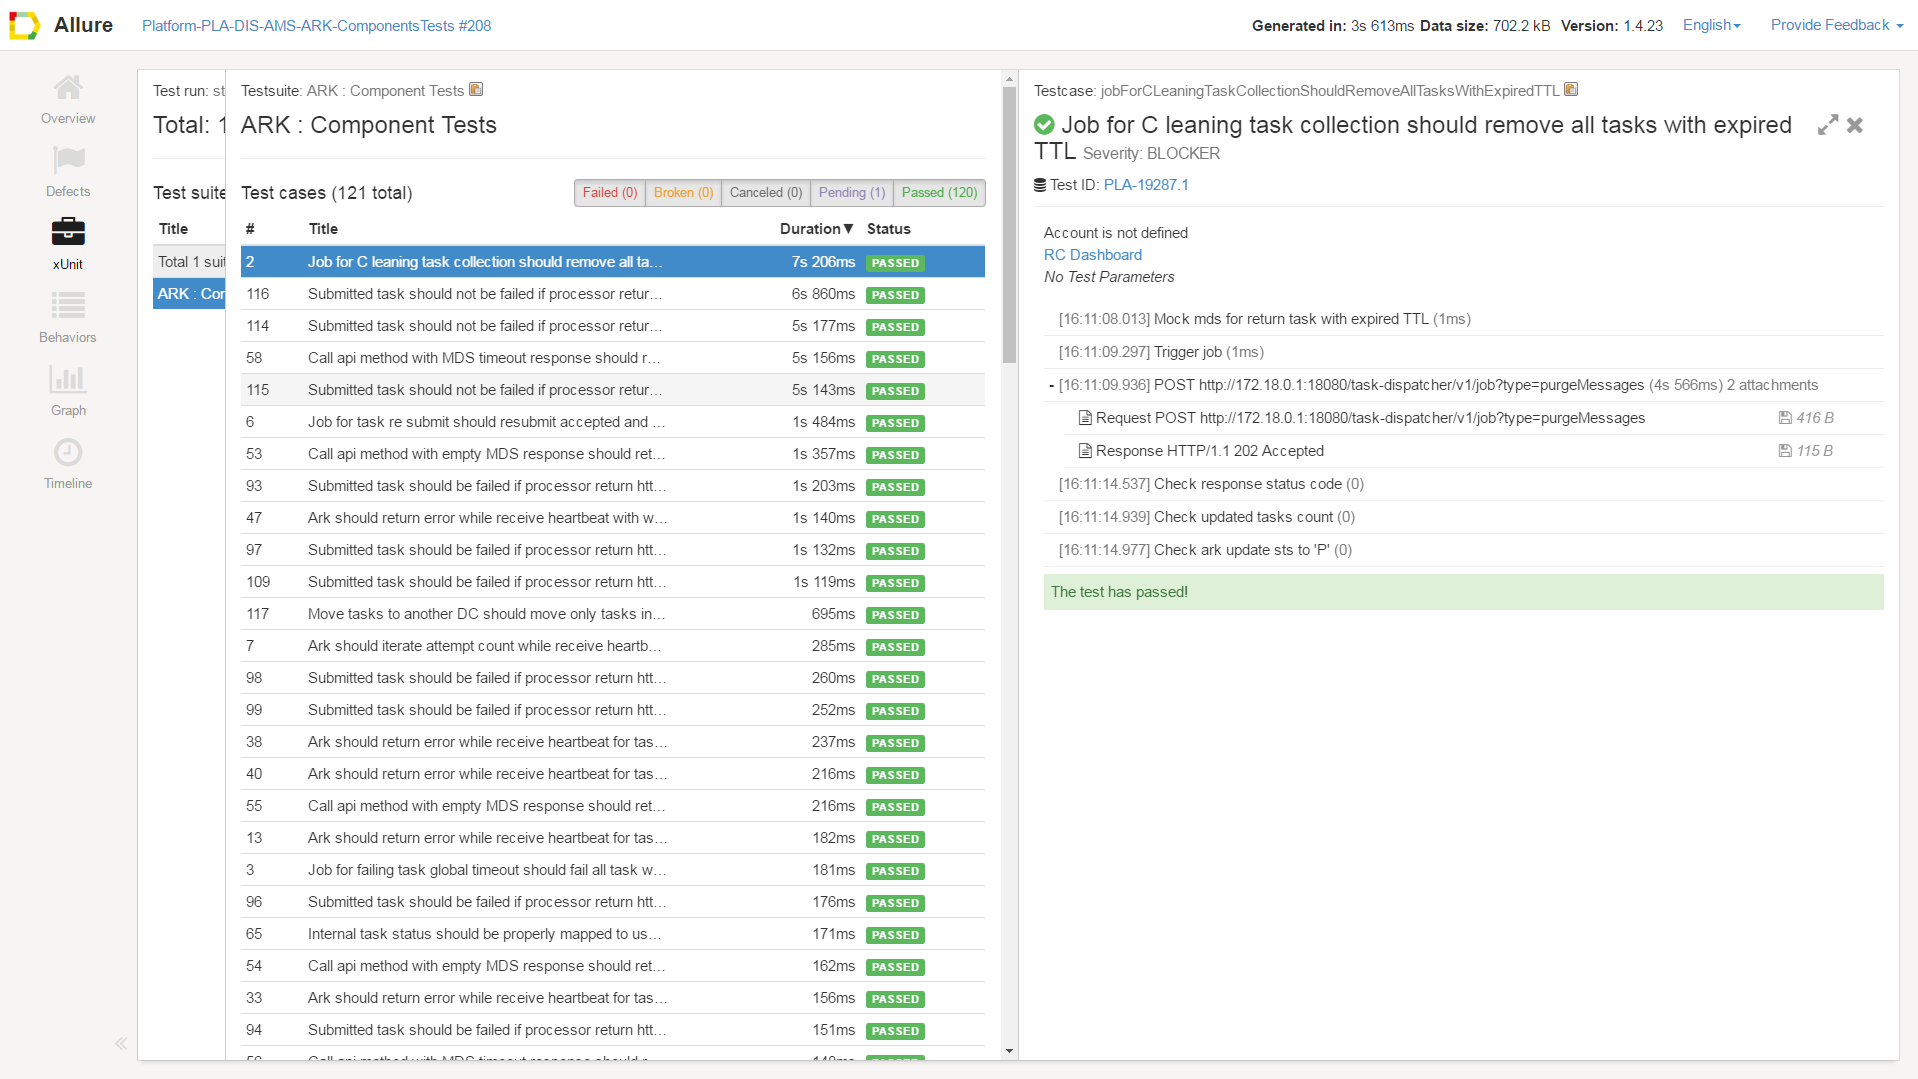 Allure
Platform-PLA-DIS-AMS-ARK-ComponentsTests #208
Generated in: 3s 613ms Data size: 702.2 kB Version: 1.4.23
English
Provide Feedback
Overview
Defects
xUnit
Behaviors
Graph
Timeline
Test run: st
Total: 1
Test suite
Title
Total 1 suit
ARK : Cor
Testsuite: ARK : Component Tests
ARK : Component Tests
Test cases (121 total)
Failed (0) Broken (0) Canceled (0) Pending (1) Passed (120)
# Title Duration▼ Status
2 Job for C leaning task collection should remove all ta… 7s 206ms PASSED
116 Submitted task should not be failed if processor retur… 6s 860ms PASSED
114 Submitted task should not be failed if processor retur… 5s 177ms PASSED
58 Call api method with MDS timeout response should r… 5s 156ms PASSED
115 Submitted task should not be failed if processor retur… 5s 143ms PASSED
6 Job for task re submit should resubmit accepted and … 1s 484ms PASSED
53 Call api method with empty MDS response should ret… 1s 357ms PASSED
93 Submitted task should be failed if processor return htt… 1s 203ms PASSED
47 Ark should return error while receive heartbeat with w… 1s 140ms PASSED
97 Submitted task should be failed if processor return htt… 1s 132ms PASSED
109 Submitted task should be failed if processor return htt… 1s 119ms PASSED
117 Move tasks to another DC should move only tasks in… 695ms PASSED
7 Ark should iterate attempt count while receive heartb… 285ms PASSED
98 Submitted task should be failed if processor return htt… 260ms PASSED
99 Submitted task should be failed if processor return htt… 252ms PASSED
38 Ark should return error while receive heartbeat for tas… 237ms PASSED
40 Ark should return error while receive heartbeat for tas… 216ms PASSED
55 Call api method with empty MDS response should ret… 216ms PASSED
13 Ark should return error while receive heartbeat for tas… 182ms PASSED
3 Job for failing task global timeout should fail all task w… 181ms PASSED
96 Submitted task should be failed if processor return htt… 176ms PASSED
65 Internal task status should be properly mapped to us… 171ms PASSED
54 Call api method with empty MDS response should ret… 162ms PASSED
33 Ark should return error while receive heartbeat for tas… 156ms PASSED
94 Submitted task should be failed if processor return htt… 151ms PASSED
Testcase: jobForCLeaningTaskCollectionShouldRemoveAllTasksWithExpiredTTL
Job for C leaning task collection should remove all tasks with expired
TTL Severity: BLOCKER
Test ID: PLA-19287.1
Account is not defined
RC Dashboard
No Test Parameters
[16:11:08.013] Mock mds for return task with expired TTL (1ms)
[16:11:09.297] Trigger job (1ms)
- [16:11:09.936] POST http://172.18.0.1:18080/task-dispatcher/v1/job?type=purgeMessages (4s 566ms) 2 attachments
Request POST http://172.18.0.1:18080/task-dispatcher/v1/job?type=purgeMessages 416 B
Response HTTP/1.1 202 Accepted 115 B
[16:11:14.537] Check response status code (0)
[16:11:14.939] Check updated tasks count (0)
[16:11:14.977] Check ark update sts to 'P' (0)
The test has passed!